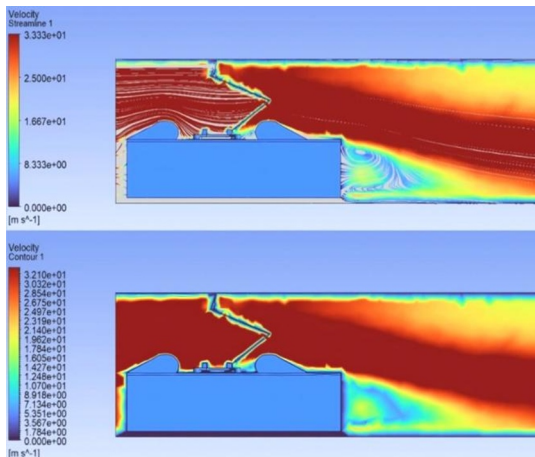 Velocity
Streamline 1
3.333e+01
2.500e+01
1.667e+01
8.333e+00
0.000e+00
[m s^-1]
Velocity
Contour 1
3.210e+01
3.032e+01
2.854e+01
2.675e+01
2.497e+01
2.319e+01
2.140e+01
1.962e+01
1.784e+01
1.605e+01
1.427e+01
1.248e+01
1.070e+01
8.918e+00
7.134e+00
5.351e+00
3.567e+00
1.784e+00
0.000e+00
[m s^-1]